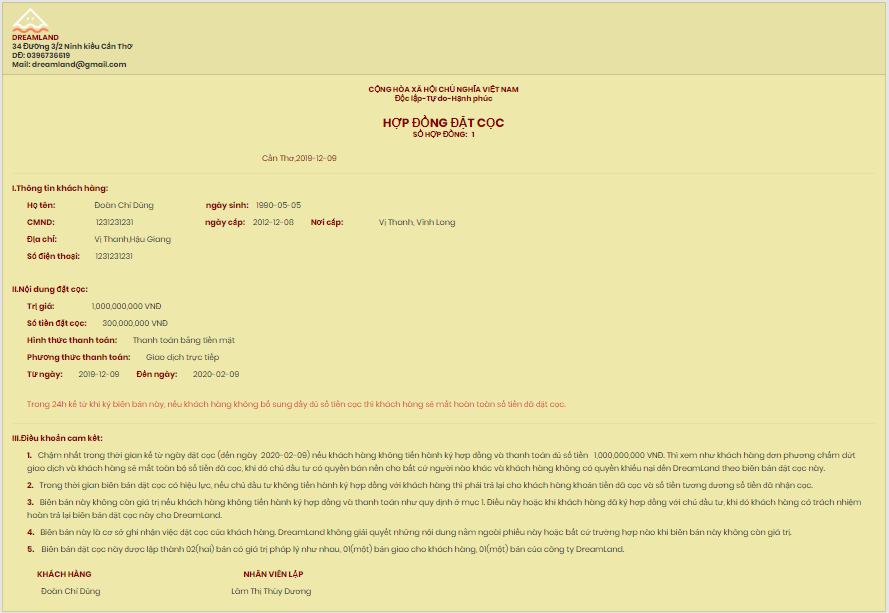 DREAMLAND
34 Đường 3/2 Ninh kiều Cần Thơ
DĐ: 0396736619
Mail: dreamland@gmail.com
CỘNG HÒA XÃ HỘI CHỦ NGHĨA VIỆT NAM
Độc lập-Tự do-Hạnh phúc
HỢP ĐỒNG ĐẶT CỌC
SỐ HỢP ĐỒNG: 1
Cần Thơ,2019-12-09
I.Thông tin khách hàng:
Họ tên: Đoàn Chí Dũng ngày sinh: 1990-05-05
CMND: 1231231231 ngày cấp: 2012-12-08 Nơi cấp: Vị Thanh, Vĩnh Long
Địa chỉ: Vị Thanh,Hậu Giang
Số điện thoại: 1231231231
II.Nội dung đặt cọc:
Trị giá: 1,000,000,000 VNĐ
Số tiền đặt cọc: 300,000,000 VNĐ
Hình thức thanh toán: Thanh toán bằng tiền mặt
Phương thức thanh toán: Giao dịch trực tiếp
Từ ngày: 2019-12-09 Đến ngày: 2020-02-09
Trong 24h kể từ khi ký biên bản này, nếu khách hàng không bổ sung đầy đủ số tiền cọc thì khách hàng sẽ mất hoàn toàn số tiền đã đặt cọc.
III.Điều khoản cam kết:
1. Chậm nhất trong thời gian kể từ ngày đặt cọc (đến ngày 2020-02-09) nếu khách hàng không tiến hành ký hợp đồng và thanh toán đủ số tiền 1,000,000,000 VNĐ. Thì xem như khách hàng đơn phương chấm dứt
giao dịch và khách hàng sẽ mất toàn bộ số tiền đã cọc, khi đó chủ đầu tư có quyền bán nền cho bất cứ người nào khác và khách hàng không có quyền khiếu nại đến DreamLand theo biên bản đặt cọc này.
2. Trong thời gian biên bản đặt cọc có hiệu lực, nếu chủ đầu tư không tiến hành ký hợp đồng với khách hàng thì phải trả lại cho khách hàng khoản tiền đã cọc và số tiền tương đương số tiền đã nhận cọc.
3. Biên bản này không còn giá trị nếu khách hàng không tiến hành ký hợp đồng và thanh toán như quy định ở mục 1. Điều này hoặc khi khách hàng đã ký hợp đồng với chủ đầu tư, khi đó khách hàng có trách nhiệm
hoàn trả lại biên bản đặt cọc này cho DreamLand.
4. Biên bản này là cơ sở ghi nhận việc đặt cọc của khách hàng. DreamLand không giải quyết những nội dung nằm ngoài phiếu này hoặc bất cứ trường hợp nào khi biên bản này không còn giá trị.
5. Biên bản đặt cọc này được lập thành 02(hai) bản có giá trị pháp lý như nhau, 01(một) bản giao cho khách hàng, 01(một) bản của công ty DreamLand.
KHÁCH HÀNG NHÂN VIÊN LẬP
Đoàn Chí Dũng Lâm Thị Thùy Dương